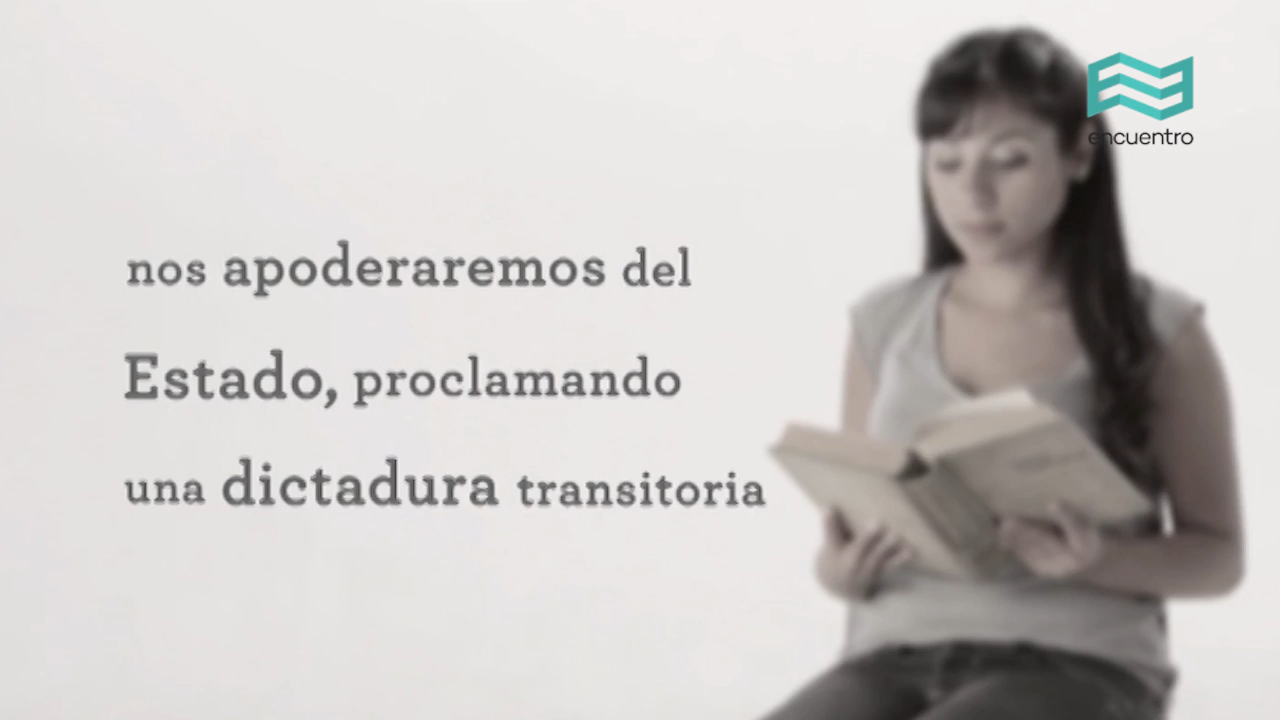 encuentro
nos apoderaremos del
Estado, proclamando
una dictadura transitoria